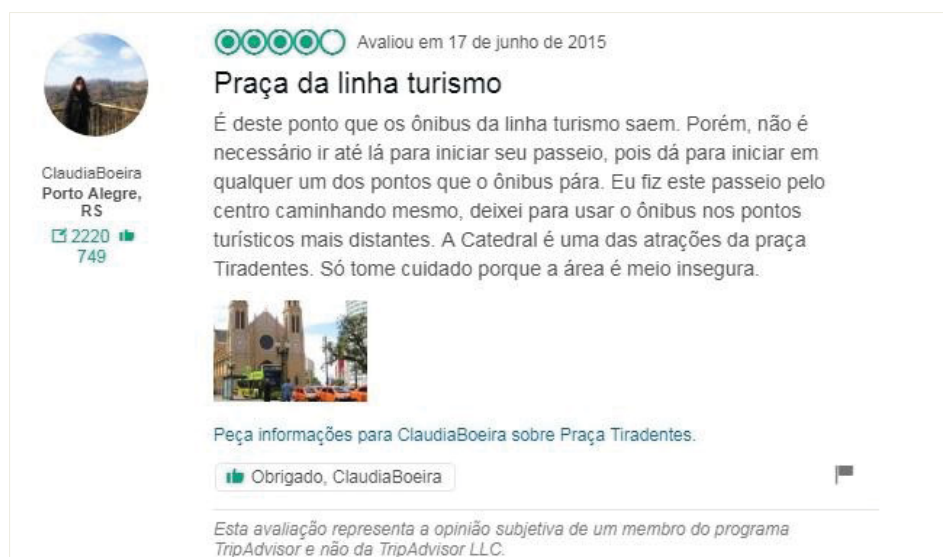 Avaliou em 17 de junho de 2015
Praça da linha turismo
É deste ponto que os ônibus da linha turismo saem. Porém, não é
necessário ir até lá para iniciar seu passeio, pois dá para iniciar em
qualquer um dos pontos que o ônibus pára. Eu fiz este passeio pelo
centro caminhando mesmo, deixei para usar o ônibus nos pontos
turísticos mais distantes. A Catedral é uma das atrações da praça
Tiradentes. Só tome cuidado porque a área é meio insegura.
ClaudiaBoeira
Porto Alegre,
RS
2220
749
Peça informações para ClaudiaBoeira sobre Praça Tiradentes.
Obrigado, ClaudiaBoeira
Esta avaliação representa a opinião subjetiva de um membro do programa
TripAdvisor e não da TripAdvisor LLC.